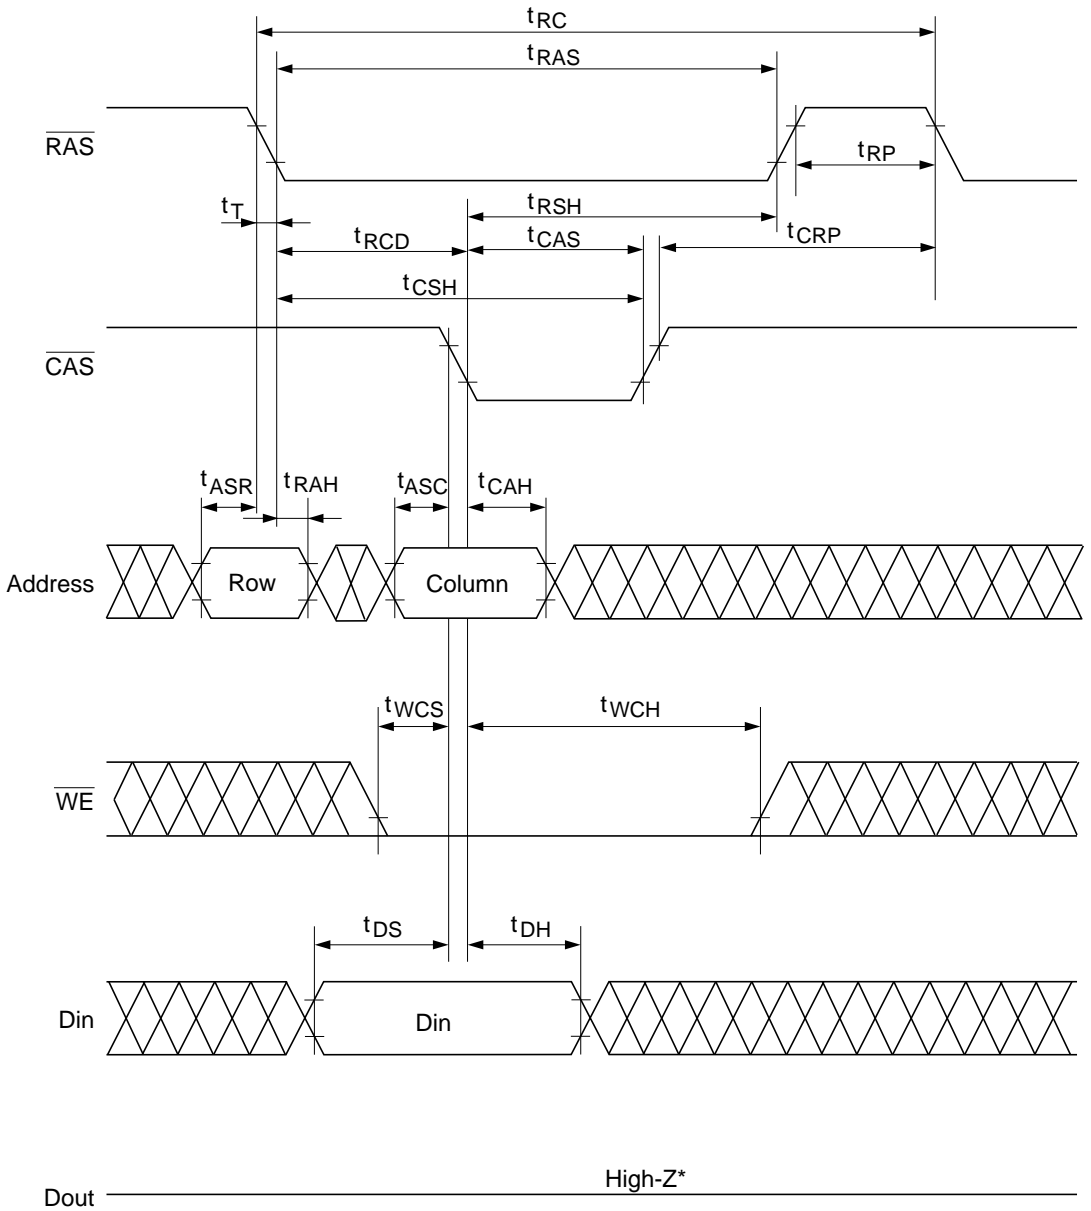 tRC
tRAS
RAS
tRP
tT
tRSH
tRCD
tCAS
tCRP
tCSH
CAS
tASR
tRAH
tASC
tCAH
Address
Row
Column
tWCS
tWCH
WE
tDS
tDH
Din
Din
High-Z*
Dout